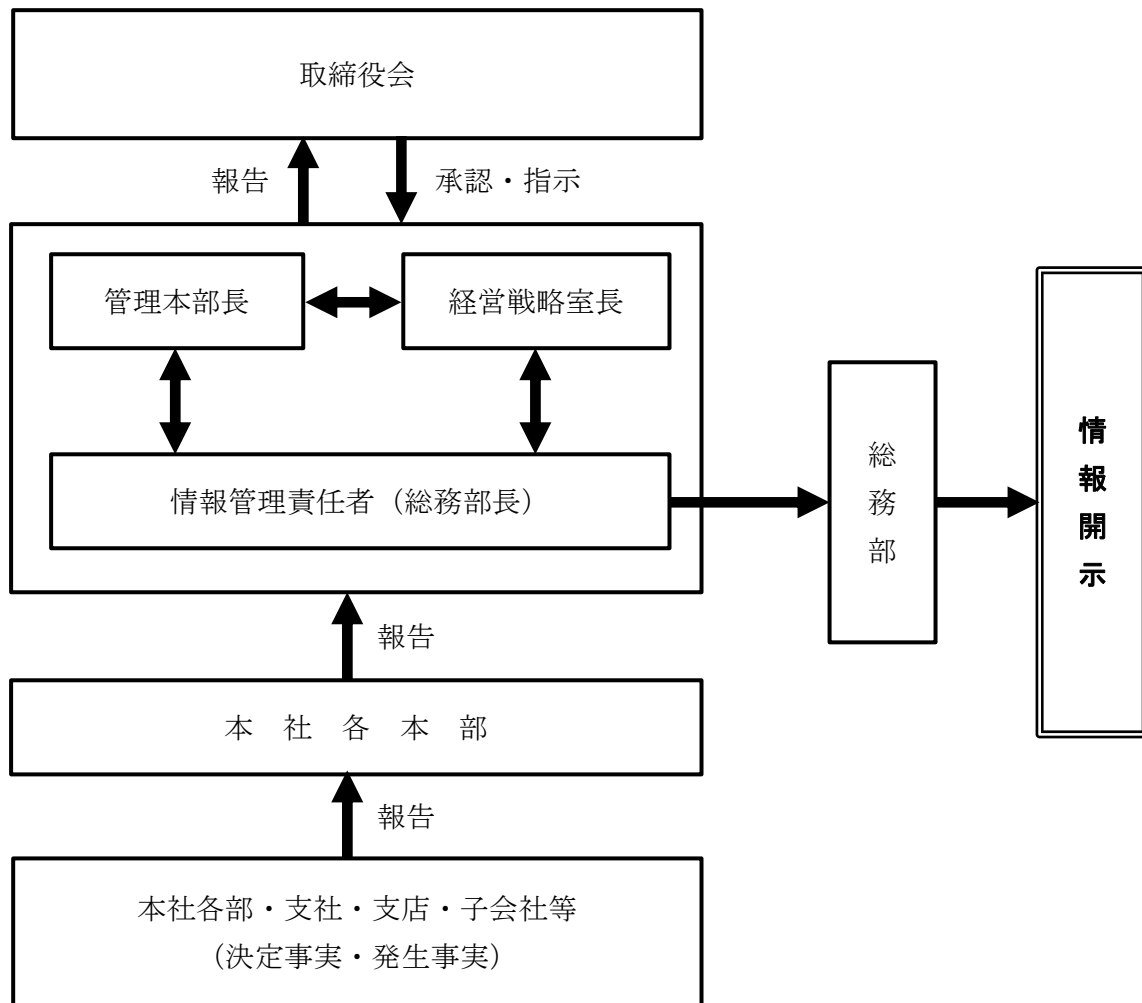 取締役会
報告
承認・指示
管理本部長
経営戦略室長
情報管理責任者（総務部長）
総務部
情報開示
報告
本社各本部
報告
本社各部・支社・支店・子会社等
（決定事実・発生事実）